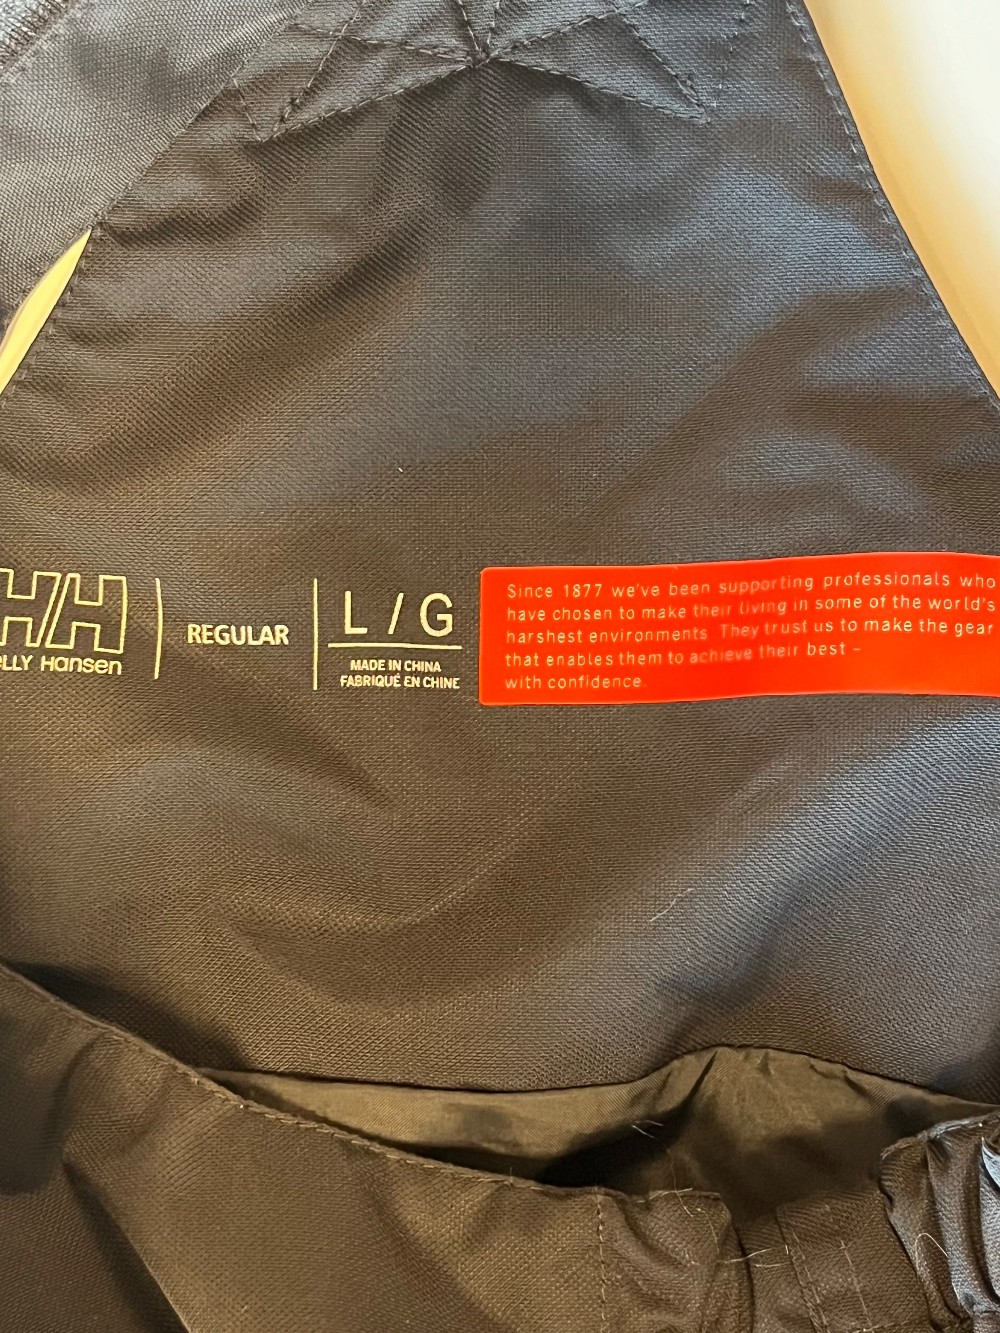 HH
ELLY Hansen
REGULAR
L / G
MADE IN CHINA
FABRIQUÉ EN CHINE
Since 1877 we've been supporting professionals who
have chosen to make their living in some of the world's
harshest environments. They trust us to make the gear
that enables them to achieve their best –
with confidence.